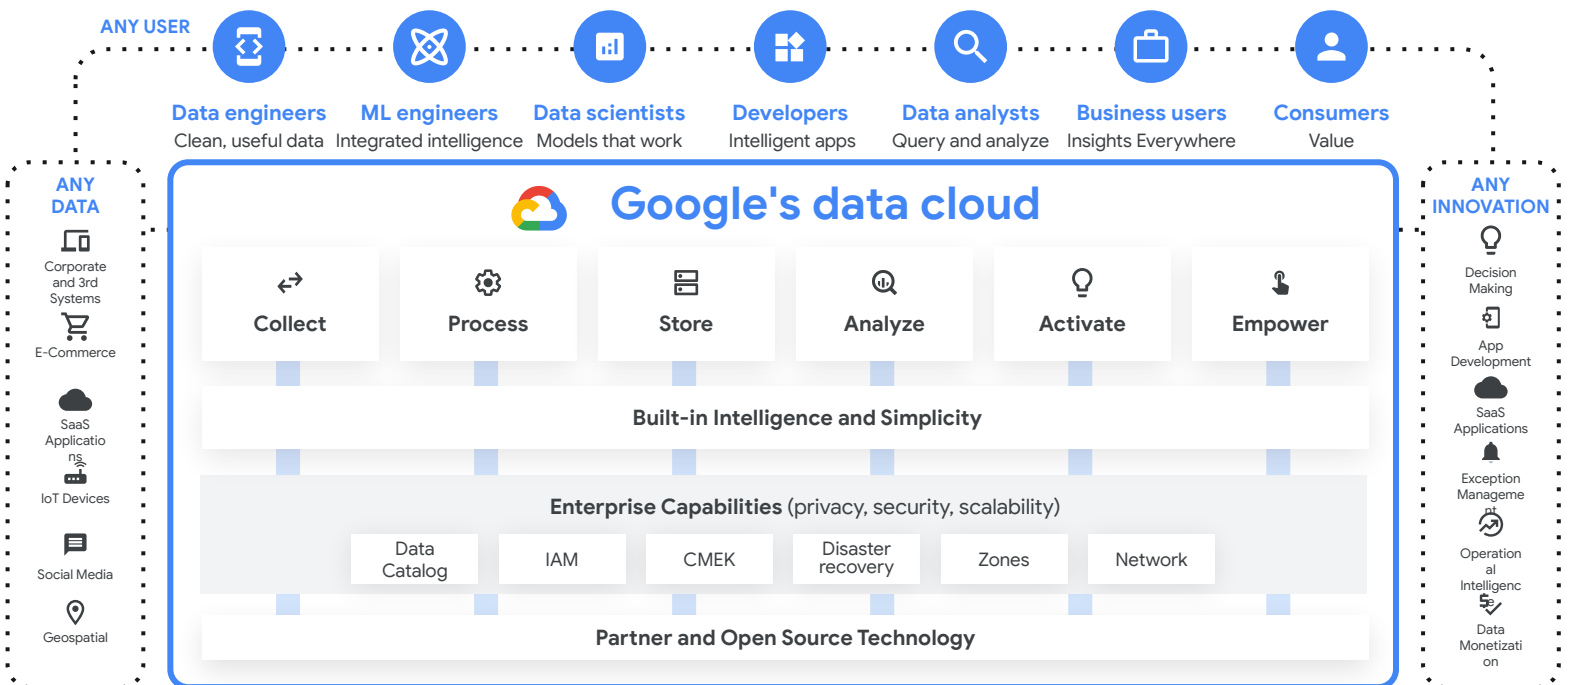 ANY USER
Data engineers
Clean, useful data
ML engineers
Integrated intelligence
Data scientists
Models that work
Developers
Intelligent apps
Data analysts
Query and analyze
Business users
Insights Everywhere
Consumers
Value
ANY
DATA
Corporate
and 3rd
Systems
E-Commerce
SaaS
Applicatio
ns
IoT Devices
Social Media
Geospatial
Google's data cloud
Collect
Process
Store
Analyze
Activate
Empower
Built-in Intelligence and Simplicity
Enterprise Capabilities (privacy, security, scalability)
Data
Catalog
IAM
CMEK
Disaster
recovery
Zones
Network
Partner and Open Source Technology
ANY
INNOVATION
Decision
Making
App
Development
SaaS
Applications
Exception
Manageme
nt
Operation
al
Intelligenc
e
Data
Monetizati
on